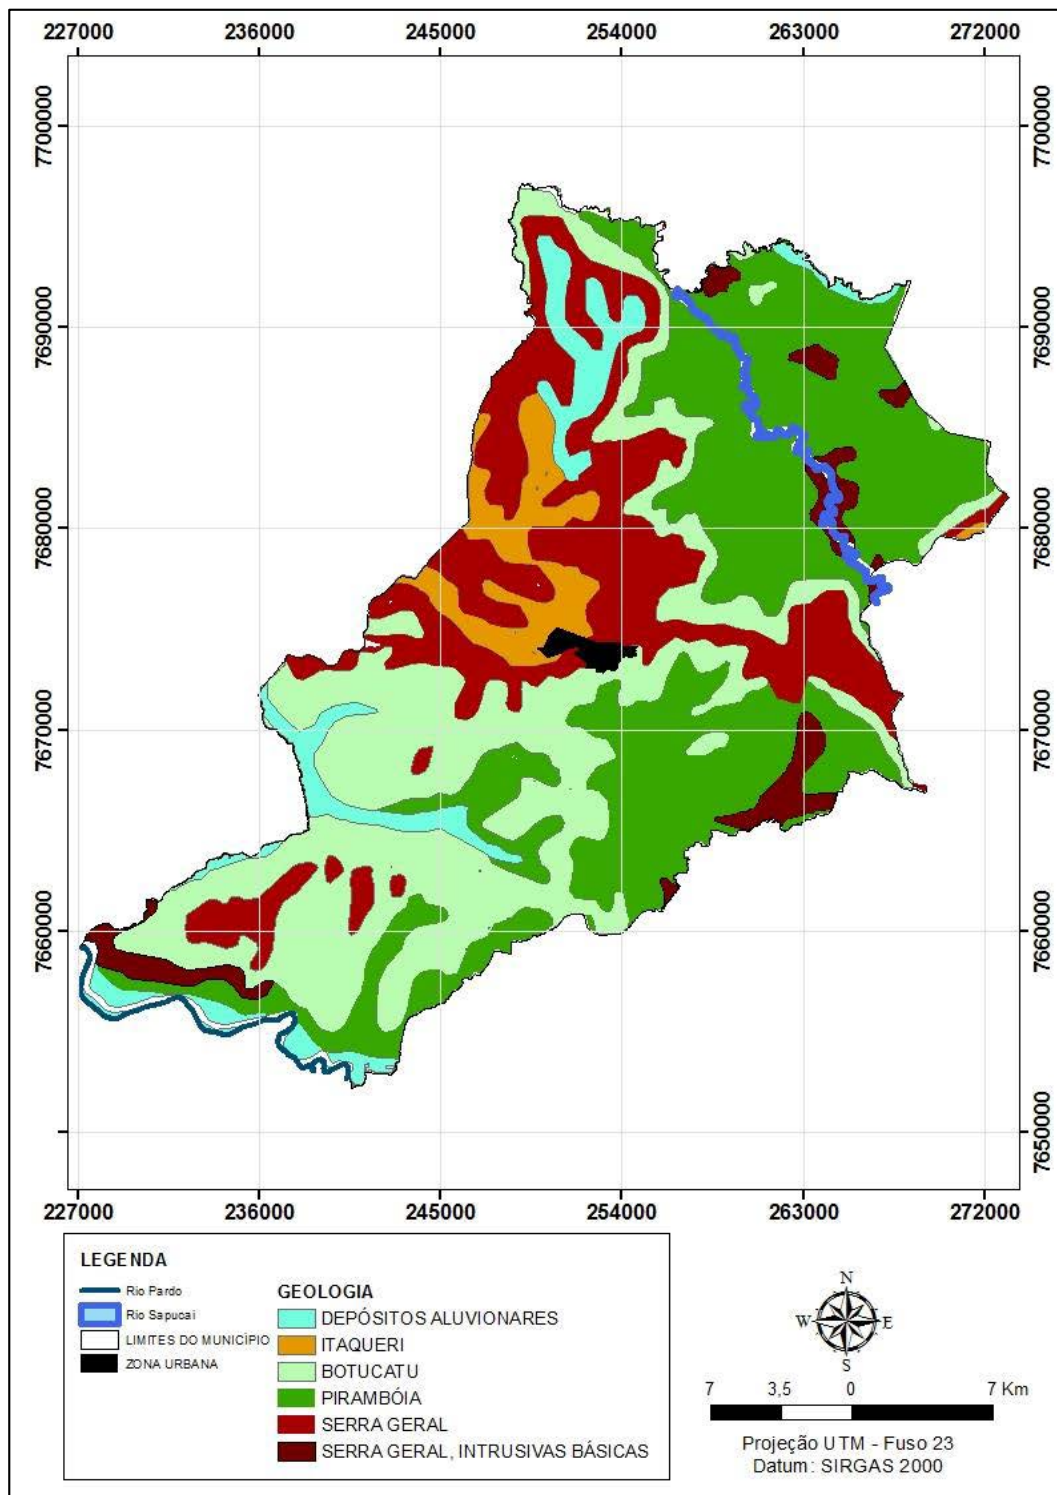 227000 236000 245000 254000 263000 272000
7700000 7700000
7690000 7690000
7680000 7680000
7670000 7670000
7660000 7660000
7650000 7650000
227000 236000 245000 254000 263000 272000
LEGENDA
Rio Pardo
Rio Sapucai
LIMITES DO MUNICÍPIO
ZONA URBANA
GEOLOGIA
DEPÓSITOS ALUVIONARES
ITAQUERI
BOTUCATU
PIRAMBÓIA
SERRA GERAL
SERRA GERAL, INTRUSIVAS BÁSICAS
N
W E
S
7 3,5 0 7 Km
Projeção UTM - Fuso 23
Datum: SIRGAS 2000